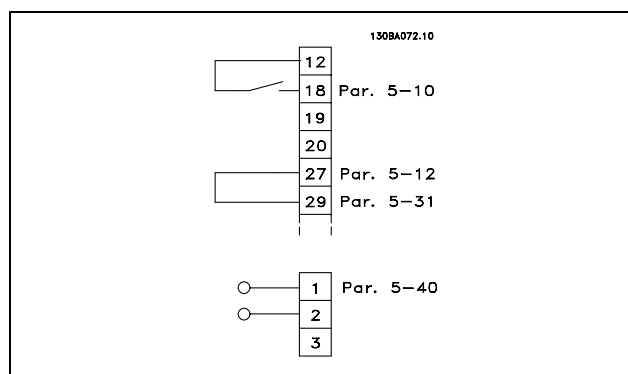 130BA072.10
12
18 Par. 5-10
19
20
27 Par. 5-12
29 Par. 5-31
1 Par. 5-40
2
3